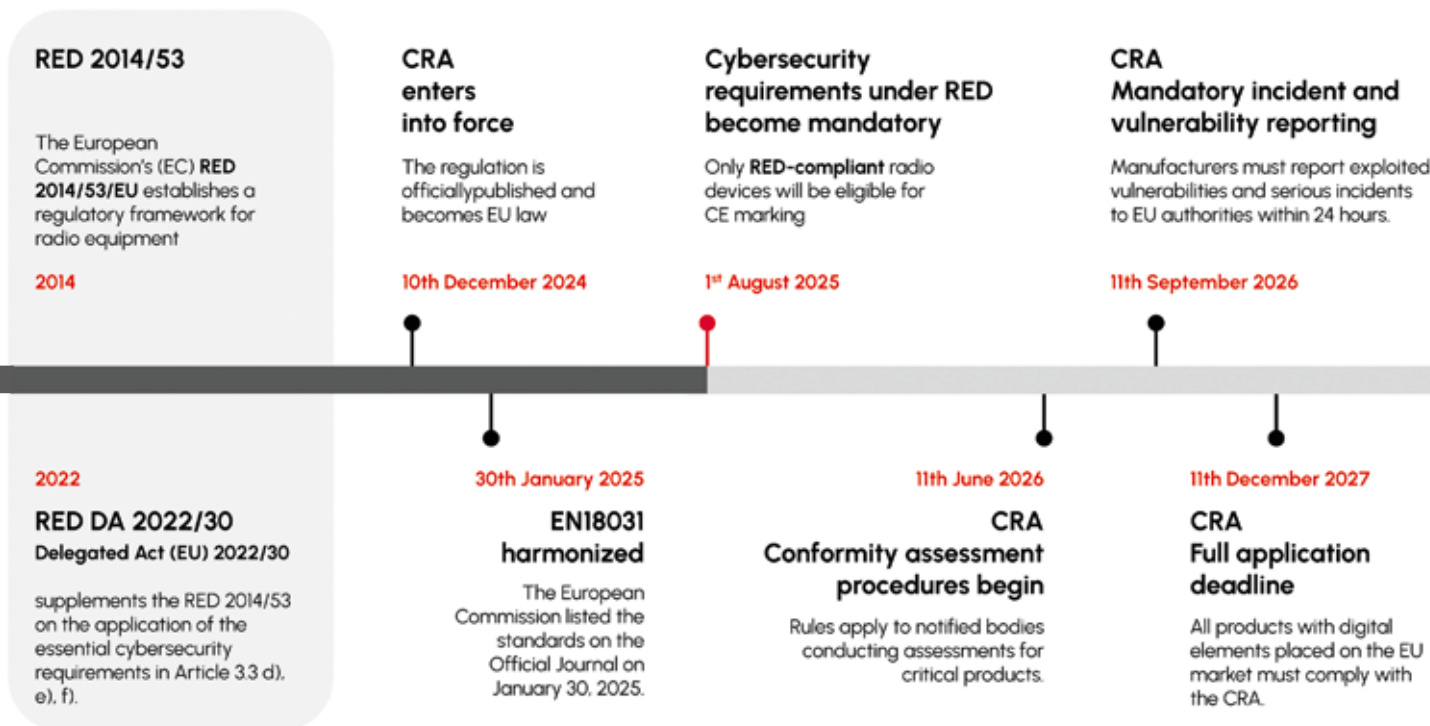 RED 2014/53
The European
Commission's (EC) RED
2014/53/EU establishes a
regulatory framework for
radio equipment
2014
CRA
enters
into force
The regulation is
officiallypublished and
becomes EU law
10th December 2024
Cybersecurity
requirements under RED
become mandatory
Only RED-compliant radio
devices will be eligible for
CE marking
1st August 2025
CRA
Mandatory incident and
vulnerability reporting
Manufacturers must report exploited
vulnerabilities and serious incidents
to EU authorities within 24 hours.
11th September 2026
2022
RED DA 2022/30
Delegated Act (EU) 2022/30
supplements the RED 2014/53
on the application of the
essential cybersecurity
requirements in Article 3.3 d),
e), f).
30th January 2025
EN18031
harmonized
The European
Commission listed the
standards on the
Official Journal on
January 30, 2025.
11th June 2026
CRA
Conformity assessment
procedures begin
Rules apply to notified bodies
conducting assessments for
critical products.
11th December 2027
CRA
Full application
deadline
All products with digital
elements placed on the EU
market must comply with
the CRA.